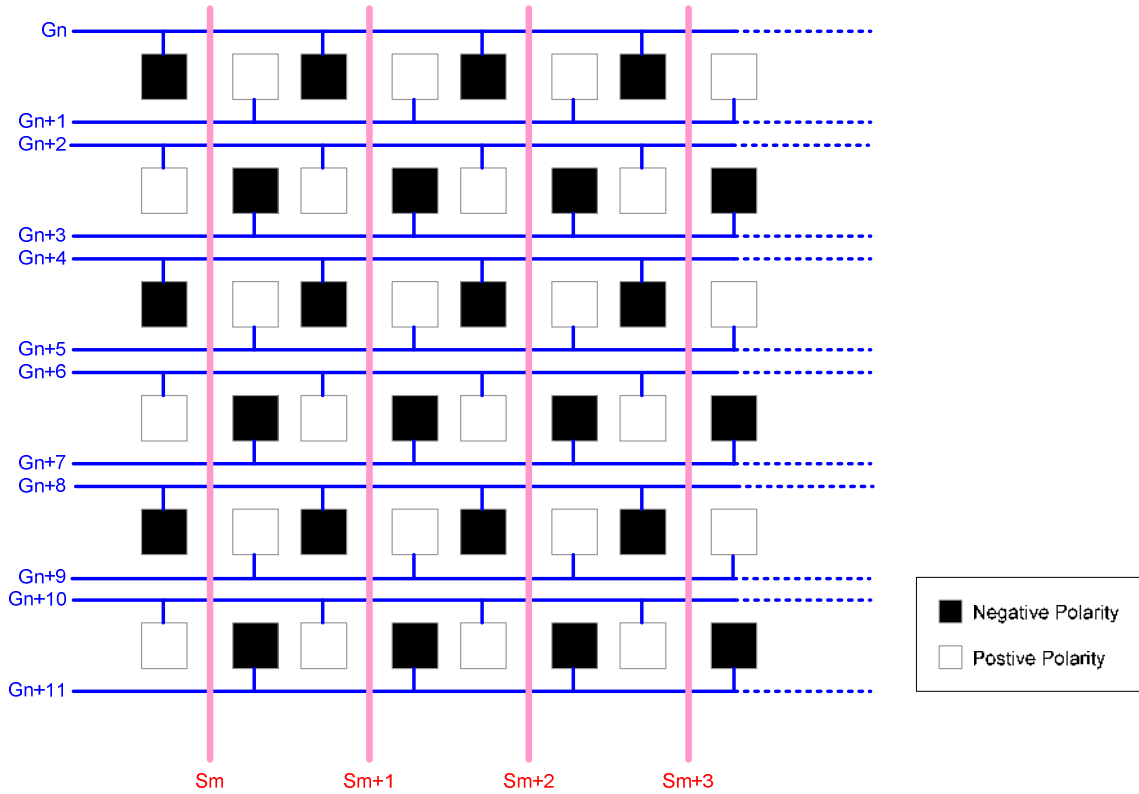 Gn
Gn+1
Gn+2
Gn+3
Gn+4
Gn+5
Gn+6
Gn+7
Gn+8
Gn+9
Gn+10
Gn+11
Negative Polarity
Postive Polarity
Sm
Sm+1
Sm+2
Sm+3